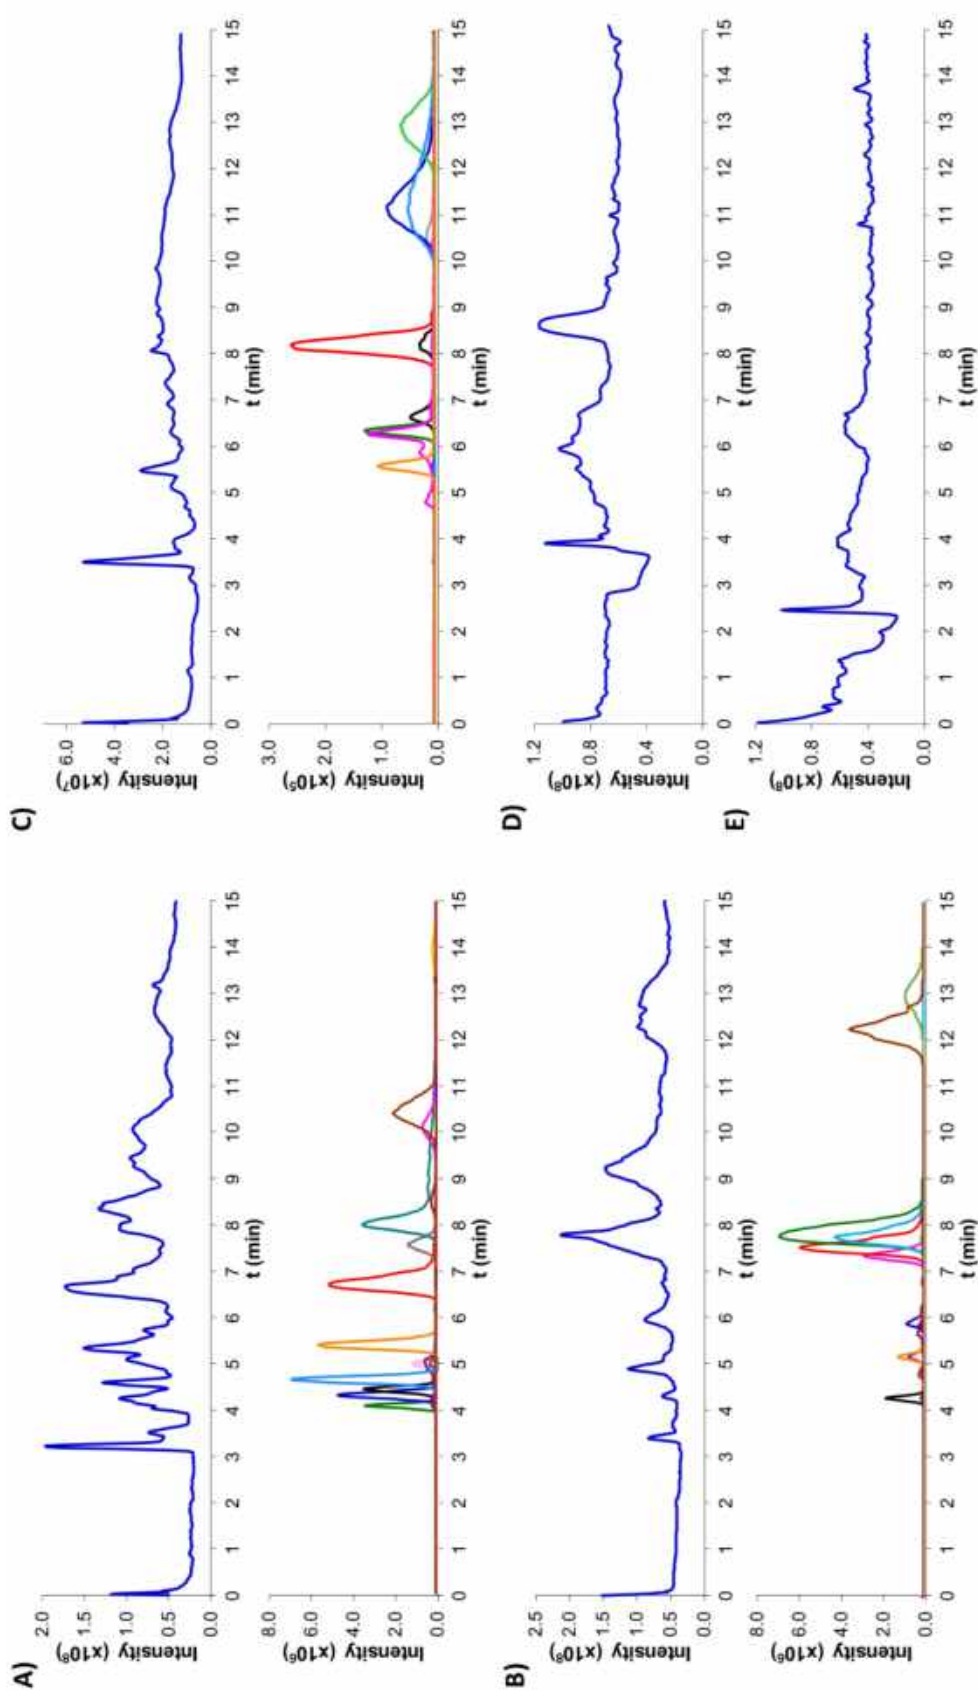 A)
Intensity (x10⁸)
2.0
1.5
1.0
0.5
0.0
0 1 2 3 4 5 6 7 8 9 10 11 12 13 14 15
t (min)
Intensity (x10⁶)
8.0
6.0
4.0
2.0
0.0
0 1 2 3 4 5 6 7 8 9 10 11 12 13 14 15
t (min)
B)
Intensity (x10⁸)
2.5
2.0
1.5
1.0
0.5
0.0
0 1 2 3 4 5 6 7 8 9 10 11 12 13 14 15
t (min)
Intensity (x10⁶)
8.0
6.0
4.0
2.0
0.0
0 1 2 3 4 5 6 7 8 9 10 11 12 13 14 15
t (min)
C)
Intensity (x10⁷)
6.0
4.0
2.0
0.0
0 1 2 3 4 5 6 7 8 9 10 11 12 13 14 15
t (min)
Intensity (x10⁵)
3.0
2.0
1.0
0.0
0 1 2 3 4 5 6 7 8 9 10 11 12 13 14 15
t (min)
D)
Intensity (x10⁸)
1.2
0.8
0.4
0.0
0 1 2 3 4 5 6 7 8 9 10 11 12 13 14 15
t (min)
E)
Intensity (x10⁸)
1.2
0.8
0.4
0.0
0 1 2 3 4 5 6 7 8 9 10 11 12 13 14 15
t (min)